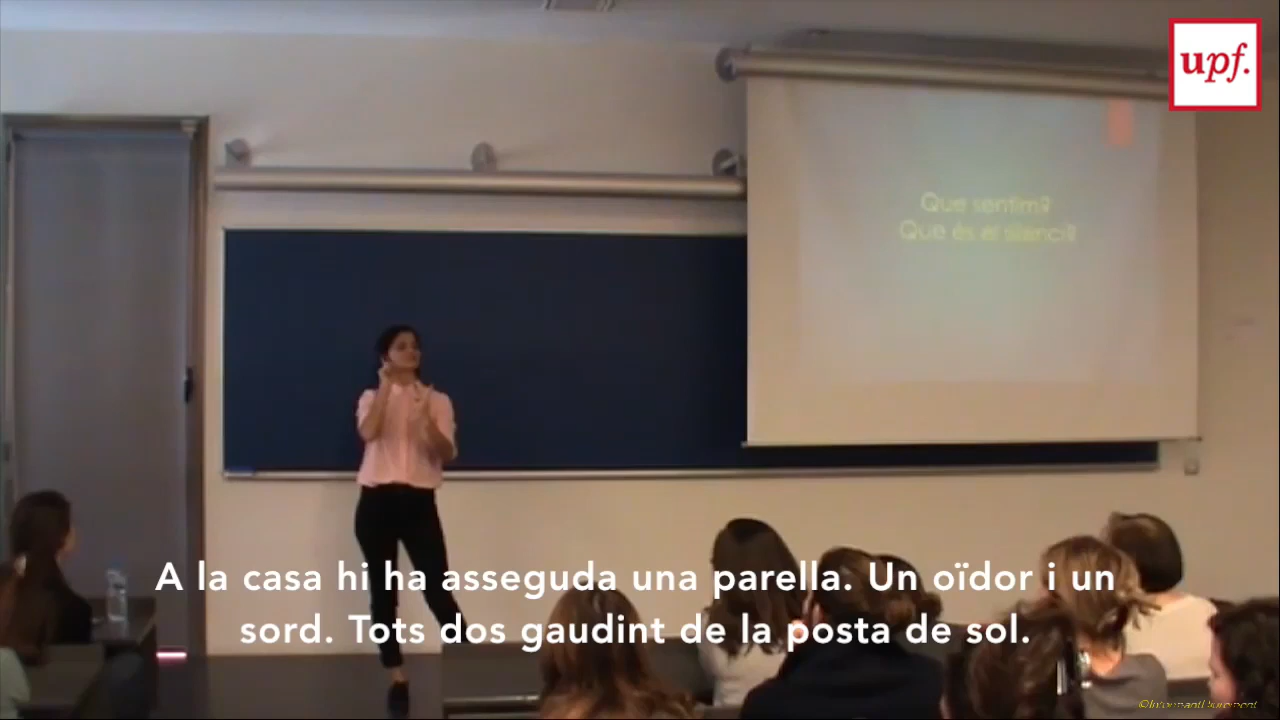 upf.
Que sentim?
Que és el silenci?
A la casa hi ha asseguda una parella. Un oïdor i un
sord. Tots dos gaudint de la posta de sol.